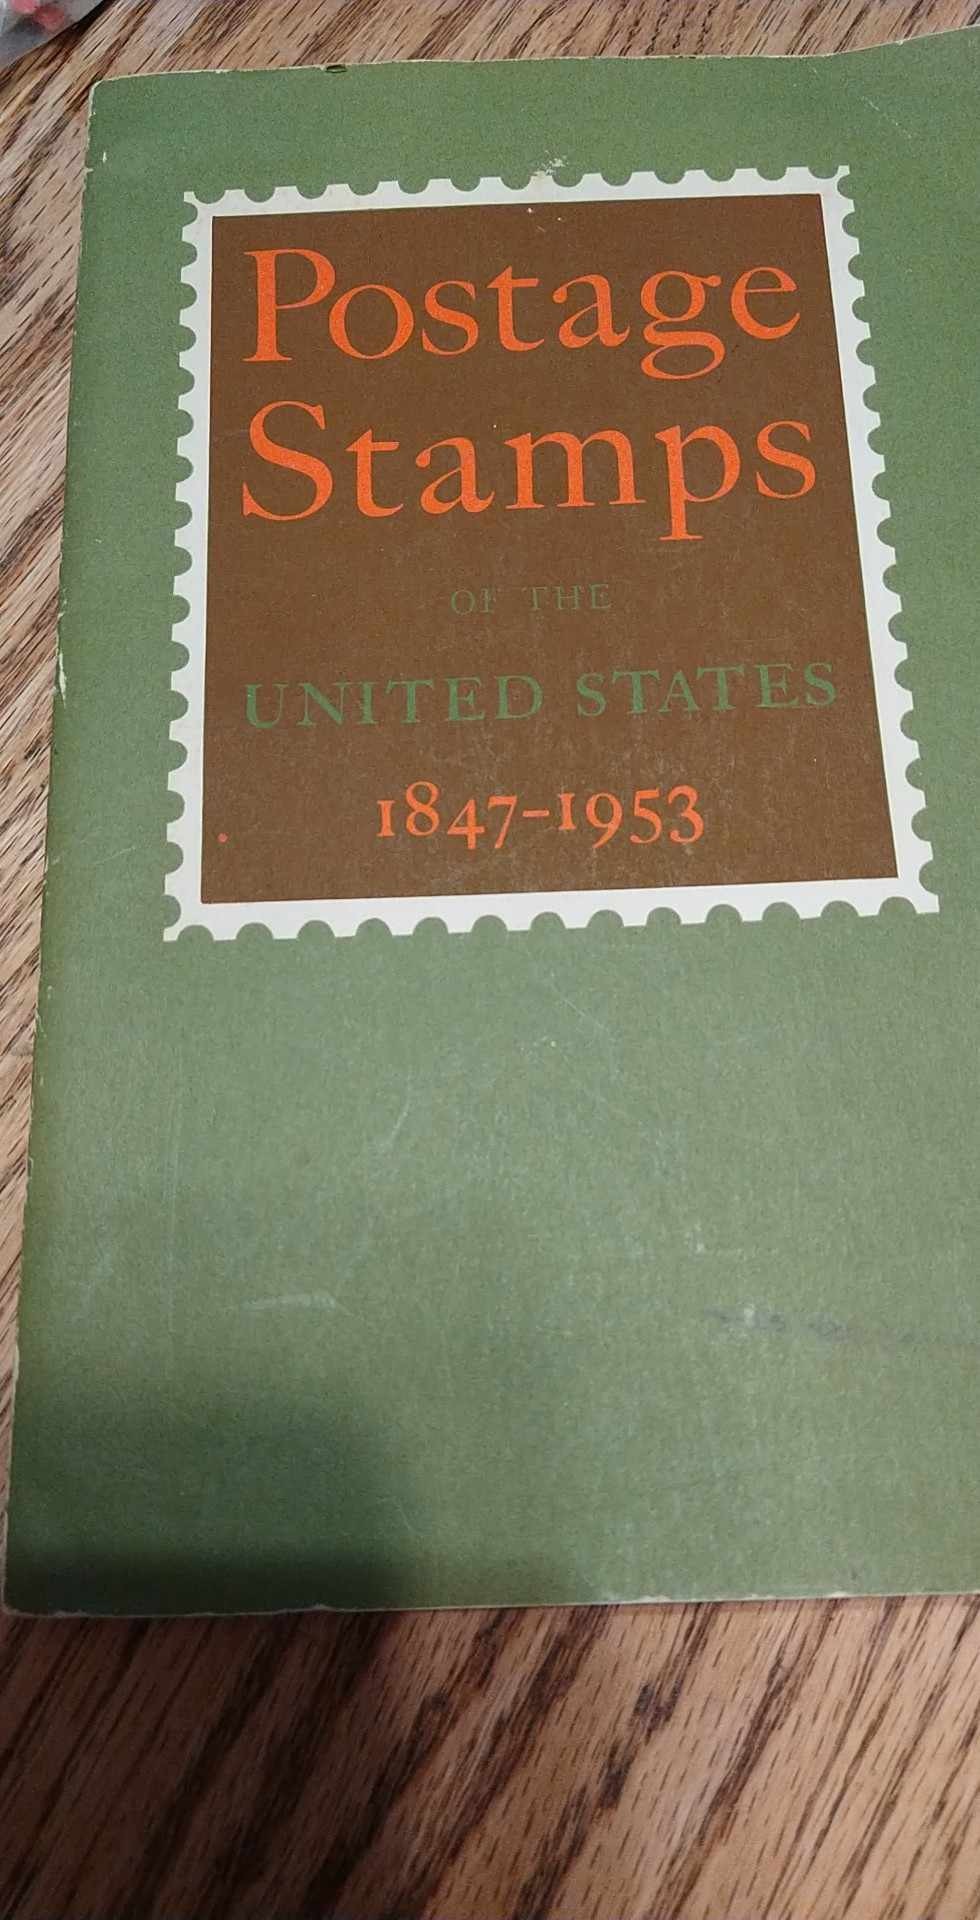 Postage
Stamps
OF THE
UNITED STATES
1847-1953